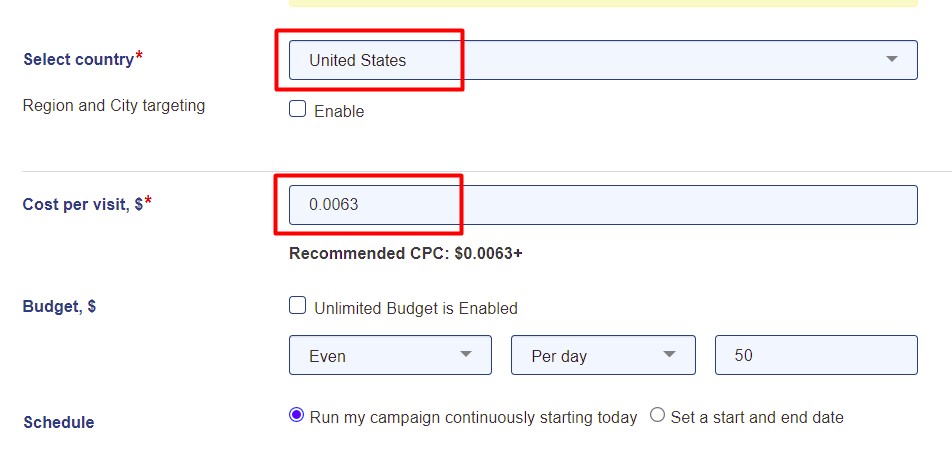 Select country*
United States
Region and City targeting
Enable
Cost per visit, $*
0.0063
Recommended CPC: $0.0063+
Budget, $
Unlimited Budget is Enabled
Even Per day 50
Schedule
Run my campaign continuously starting today Set a start and end date